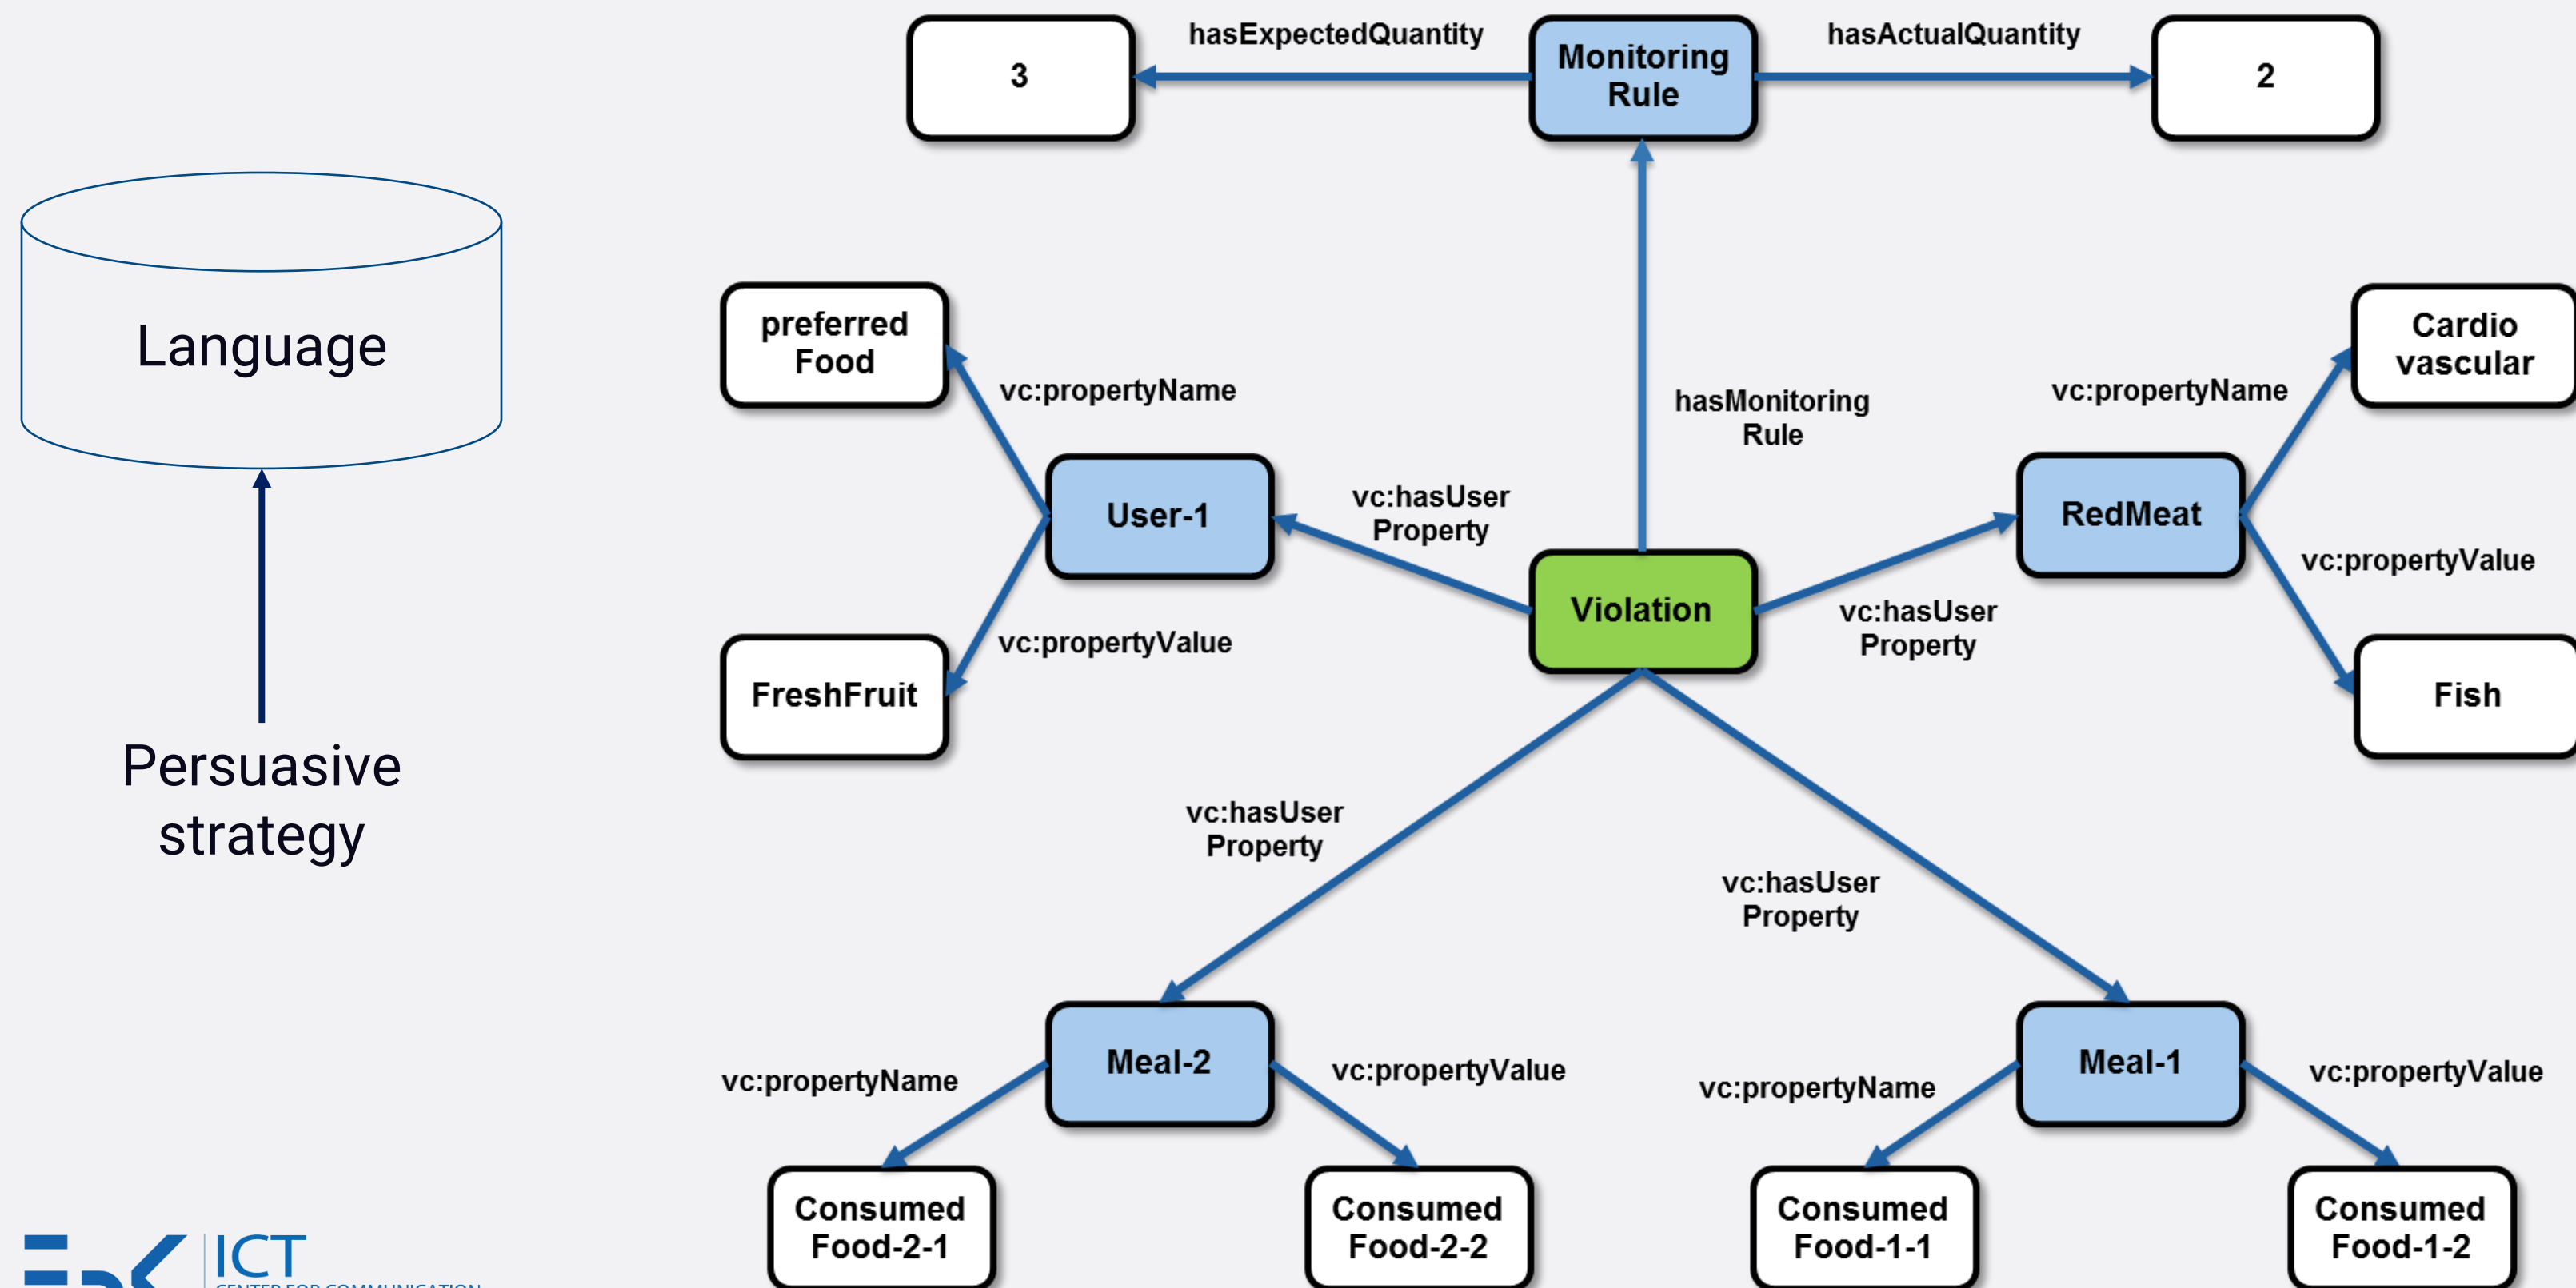 hasExpectedQuantity
hasActualQuantity
3
Monitoring
Rule
2
Language
preferred
Food
Cardio
vascular
vc:propertyName
vc:propertyName
hasMonitoring
Rule
User-1
vc:hasUser
Property
RedMeat
vc:propertyValue
Violation
vc:hasUser
Property
vc:propertyValue
FreshFruit
Fish
Persuasive
strategy
vc:hasUser
Property
vc:hasUser
Property
Meal-2
Meal-1
vc:propertyName
vc:propertyValue
vc:propertyName
vc:propertyValue
Consumed
Food-2-1
Consumed
Food-2-2
Consumed
Food-1-1
Consumed
Food-1-2
ICT
CENTER FOR COMMUNICATION